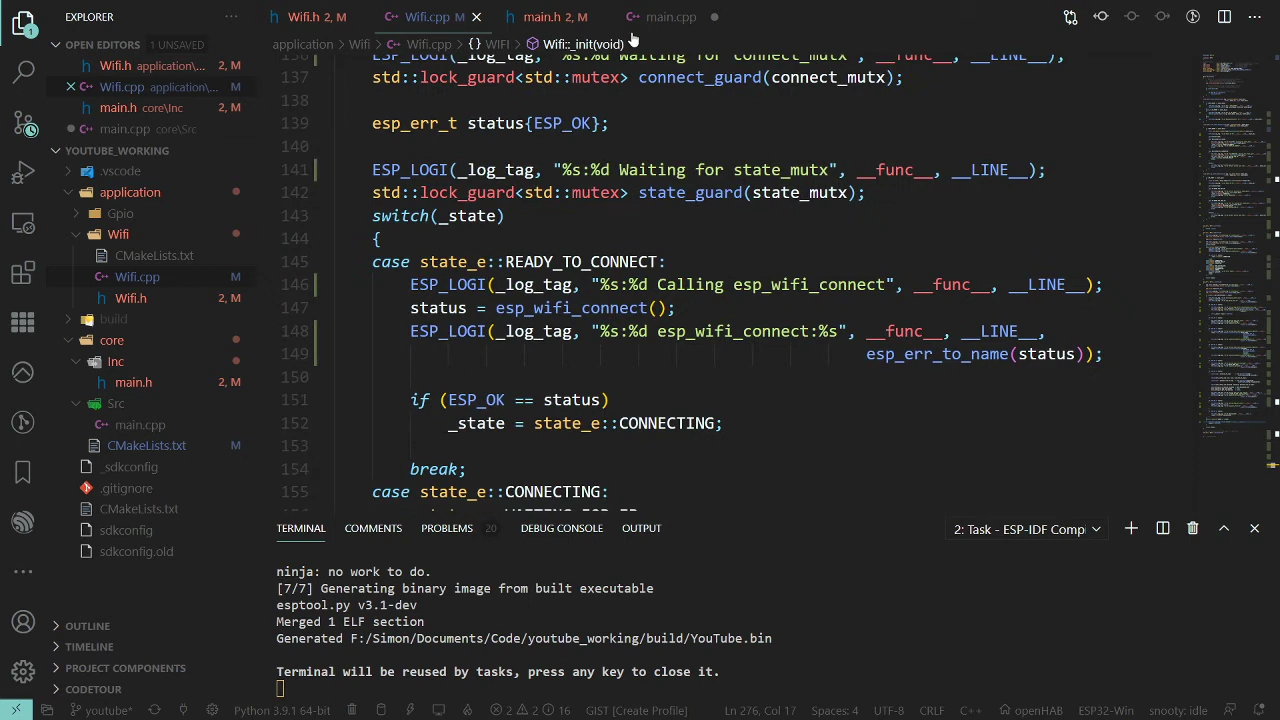 EXPLORER
OPEN EDITORS 1 UNSAVED
Wifi.h application\... 2, M
Wifi.cpp application\... M
main.h core\Inc 2, M
main.cpp core\Src
YOUTUBE_WORKING
.vscode
application
Gpio
Wifi
CMakeLists.txt
Wifi.cpp M
Wifi.h 2, M
build
core
Inc
main.h 2, M
Src
main.cpp
CMakeLists.txt M
_sdkconfig
.gitignore
CMakeLists.txt
sdkconfig
sdkconfig.old
OUTLINE
TIMELINE
PROJECT COMPONENTS
CODETOUR
Wifi.h 2, M Wifi.cpp M main.h 2, M main.cpp
application Wifi Wifi.cpp {} WIFI Wifi::_init(void)
136 ESP_LOGI(_log_tag, "%s:%d Waiting for connect_mutx", __func__, __LINE__);
137 std::lock_guard<std::mutex> connect_guard(connect_mutx);
138
139 esp_err_t status{ESP_OK};
140
141 ESP_LOGI(_log_tag, "%s:%d Waiting for state_mutx", __func__, __LINE__);
142 std::lock_guard<std::mutex> state_guard(state_mutx);
143 switch(_state)
144 {
145 case state_e::READY_TO_CONNECT:
146 ESP_LOGI(_log_tag, "%s:%d Calling esp_wifi_connect", __func__, __LINE__);
147 status = esp_wifi_connect();
148 ESP_LOGI(_log_tag, "%s:%d esp_wifi_connect:%s", __func__, __LINE__,
149 esp_err_to_name(status));
150
151 if (ESP_OK == status)
152 _state = state_e::CONNECTING;
153
154 break;
155 case state_e::CONNECTING:
TERMINAL COMMENTS PROBLEMS 20 DEBUG CONSOLE OUTPUT 2: Task - ESP-IDF Compi
ninja: no work to do.
[7/7] Generating binary image from built executable
esptool.py v3.1-dev
Merged 1 ELF section
Generated F:/Simon/Documents/Code/youtube_working/build/YouTube.bin
Terminal will be reused by tasks, press any key to close it.
youtube* Python 3.9.1 64-bit 2 2 16 GIST [Create Profile] Ln 276, Col 17 Spaces: 4 UTF-8 CRLF C++ openHAB ESP32-Win snooty: idle